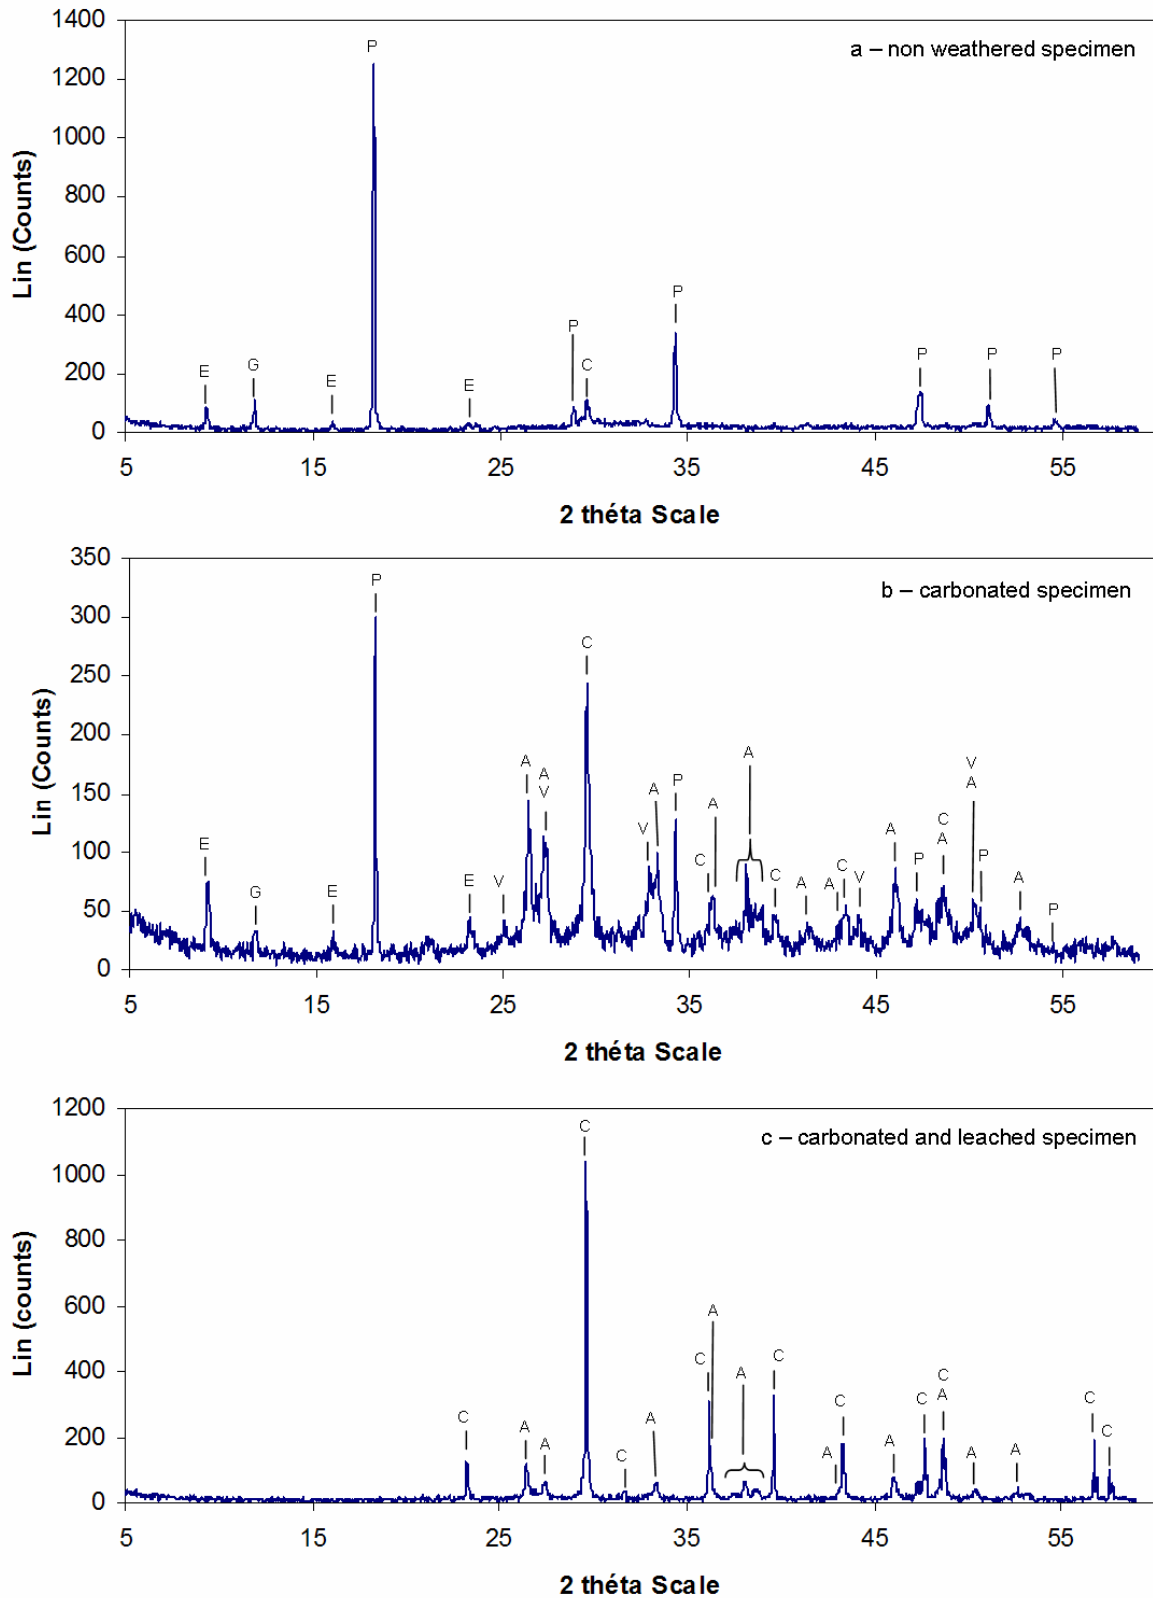 1400
a – non weathered specimen
P
1200
1000
800
600
400
P
P
E G E E C P P P
200
0
5 15 25 35 45 55
Lin (Counts)
2 théta Scale
350
b – carbonated specimen
P
300
C
250
200
A A V A V A P A A V A
150
C A
100
E G E E V C C A A C A V P P A P
50
0
5 15 25 35 45 55
Lin (Counts)
2 théta Scale
1200
c – carbonated and leached specimen
C
1000
800
600
A
400
C A C
C A A C A A C A C C A A A C C
200
0
5 15 25 35 45 55
Lin (counts)
2 théta Scale